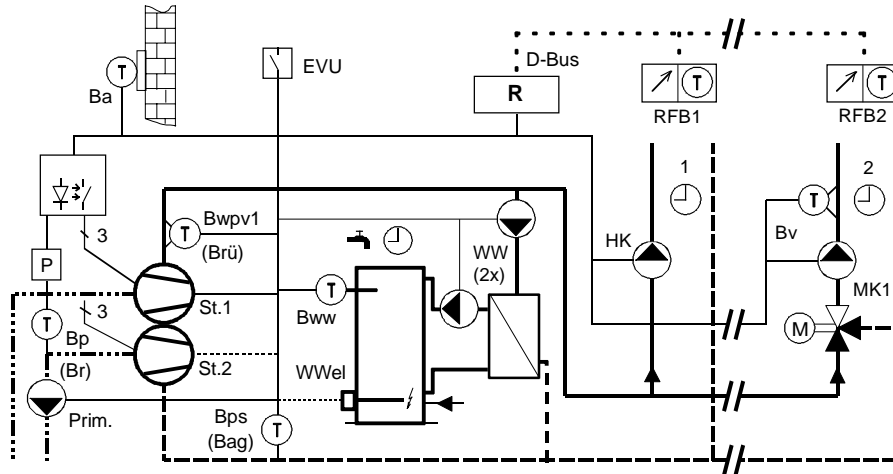 EVU
D-Bus
T
Ba
R
T
RFB1
T
RFB2
1
2
3
T
Bwpv1
(Brü)
WW
(2x)
HK
T
Bv
P
St.1
T
Bww
MK1
3
T
Bp
(Br)
St.2
WWel
M
Prim.
Bps
(Bag)
T